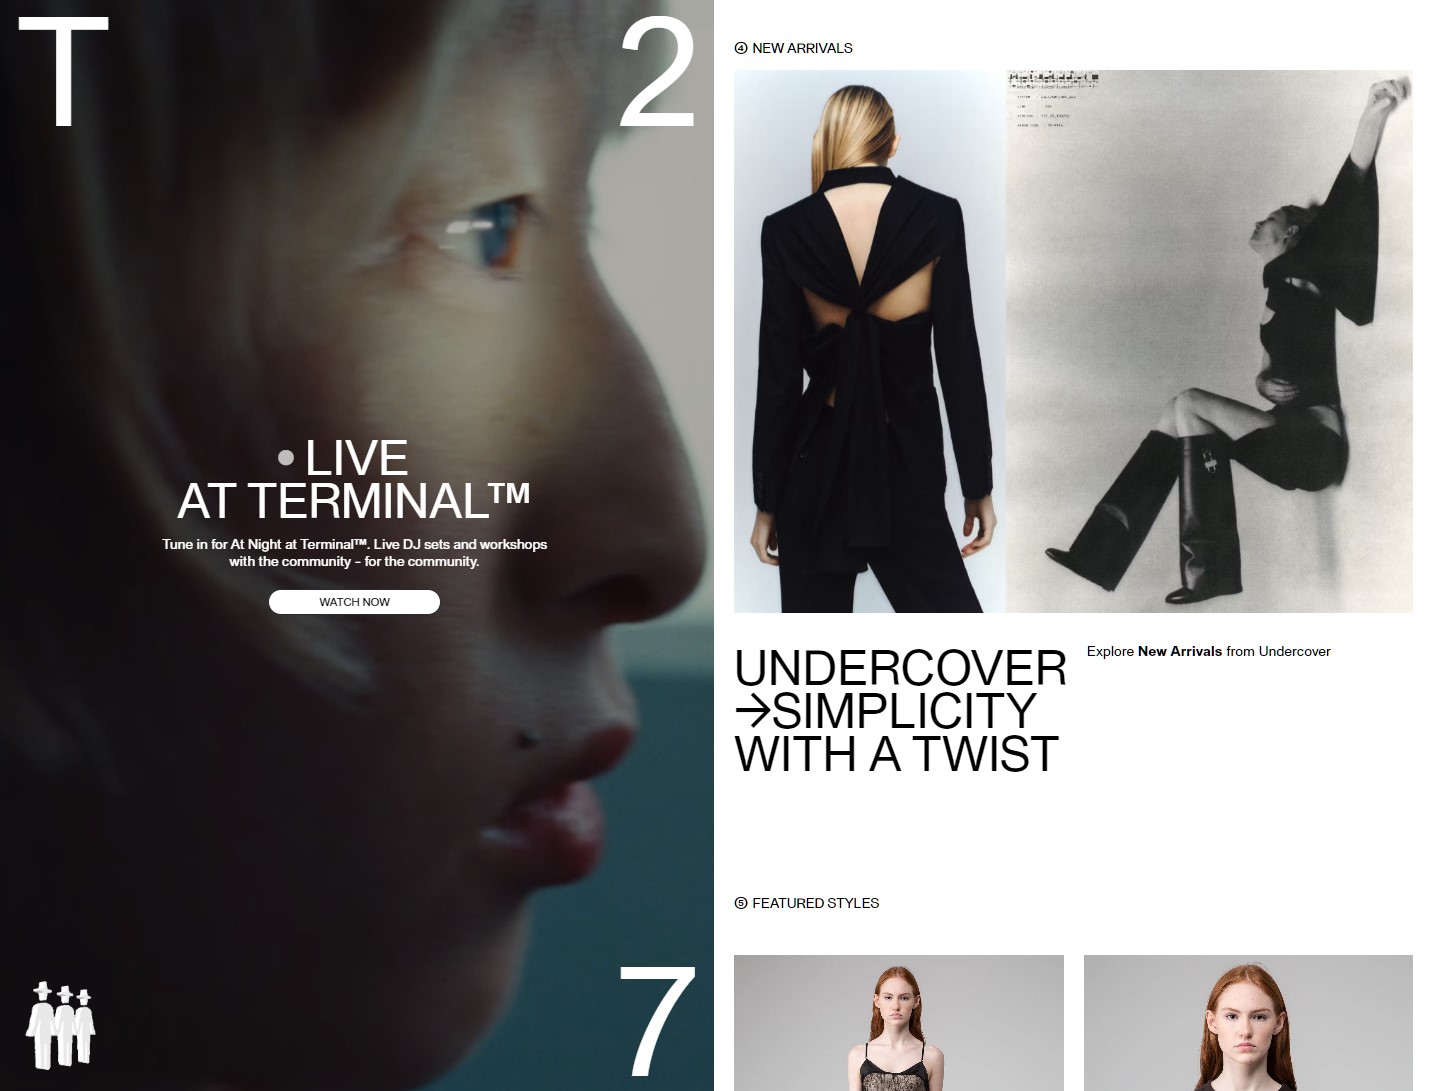 T 2
LIVE
AT TERMINAL™
Tune in for At Night at Terminal™. Live DJ sets and workshops
with the community – for the community.
WATCH NOW
7
④ NEW ARRIVALS
UNDERCOVER
→SIMPLICITY
WITH A TWIST
Explore New Arrivals from Undercover
⑤ FEATURED STYLES